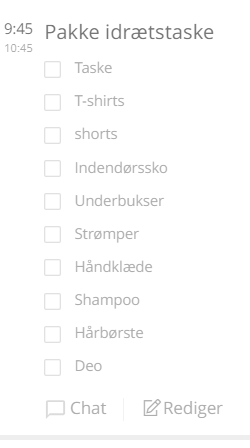 9:45 Pakke idrætstaske
10:45
Taske
T-shirts
shorts
Indendørssko
Underbukser
Strømper
Håndklæde
Shampoo
Hårbørste
Deo
Chat Rediger